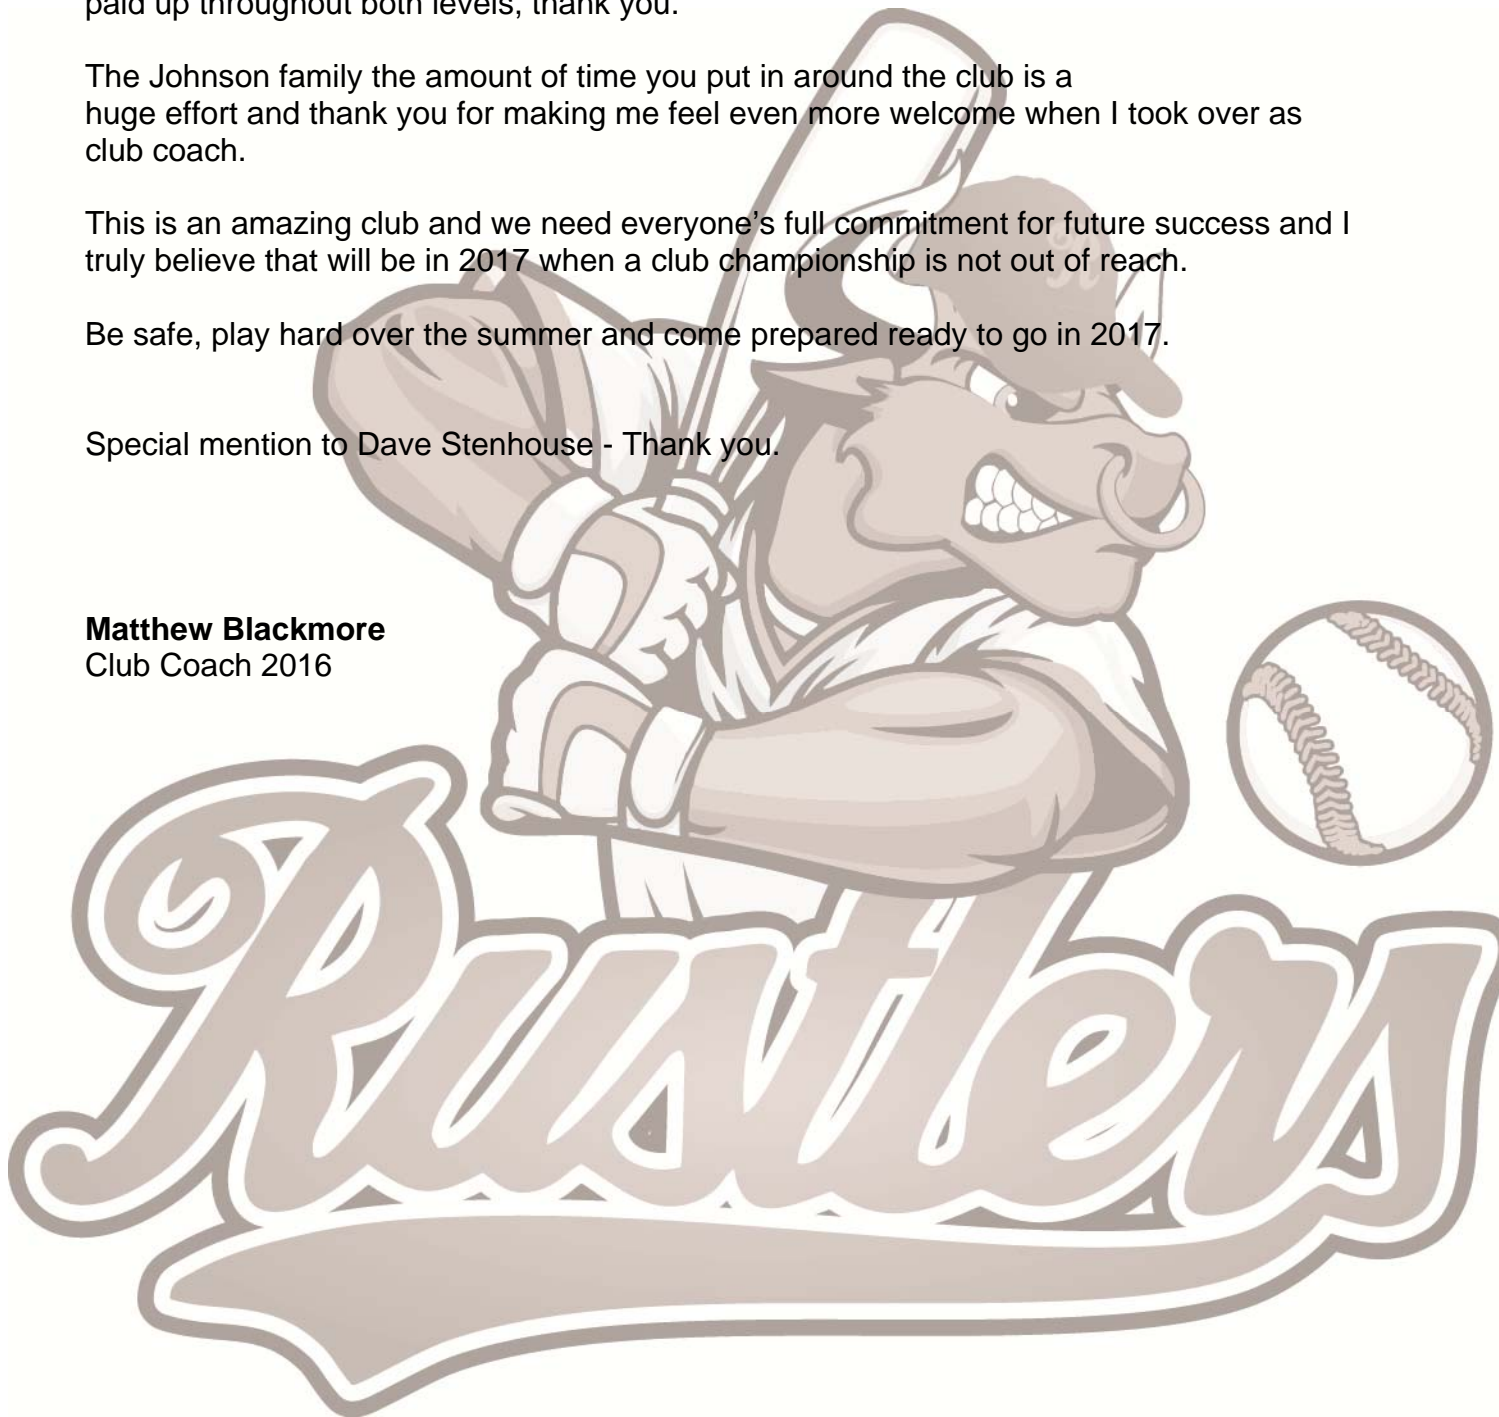 paid up throughout both levels, thank you.
The Johnson family the amount of time you put in around the club is a
huge effort and thank you for making me feel even more welcome when I took over as
club coach.
This is an amazing club and we need everyone's full commitment for future success and I
truly believe that will be in 2017 when a club championship is not out of reach.
Be safe, play hard over the summer and come prepared ready to go in 2017.
Special mention to Dave Stenhouse - Thank you.
Matthew Blackmore
Club Coach 2016
R
Rustlers